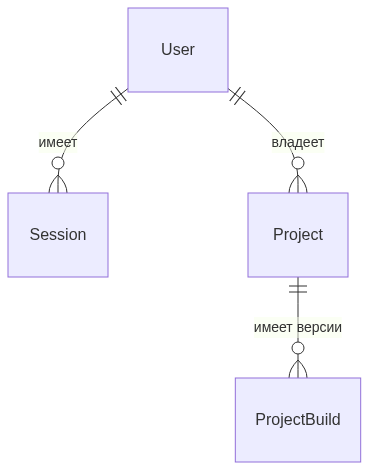 User
имеет
владеет
Session
Project
имеет версии
ProjectBuild